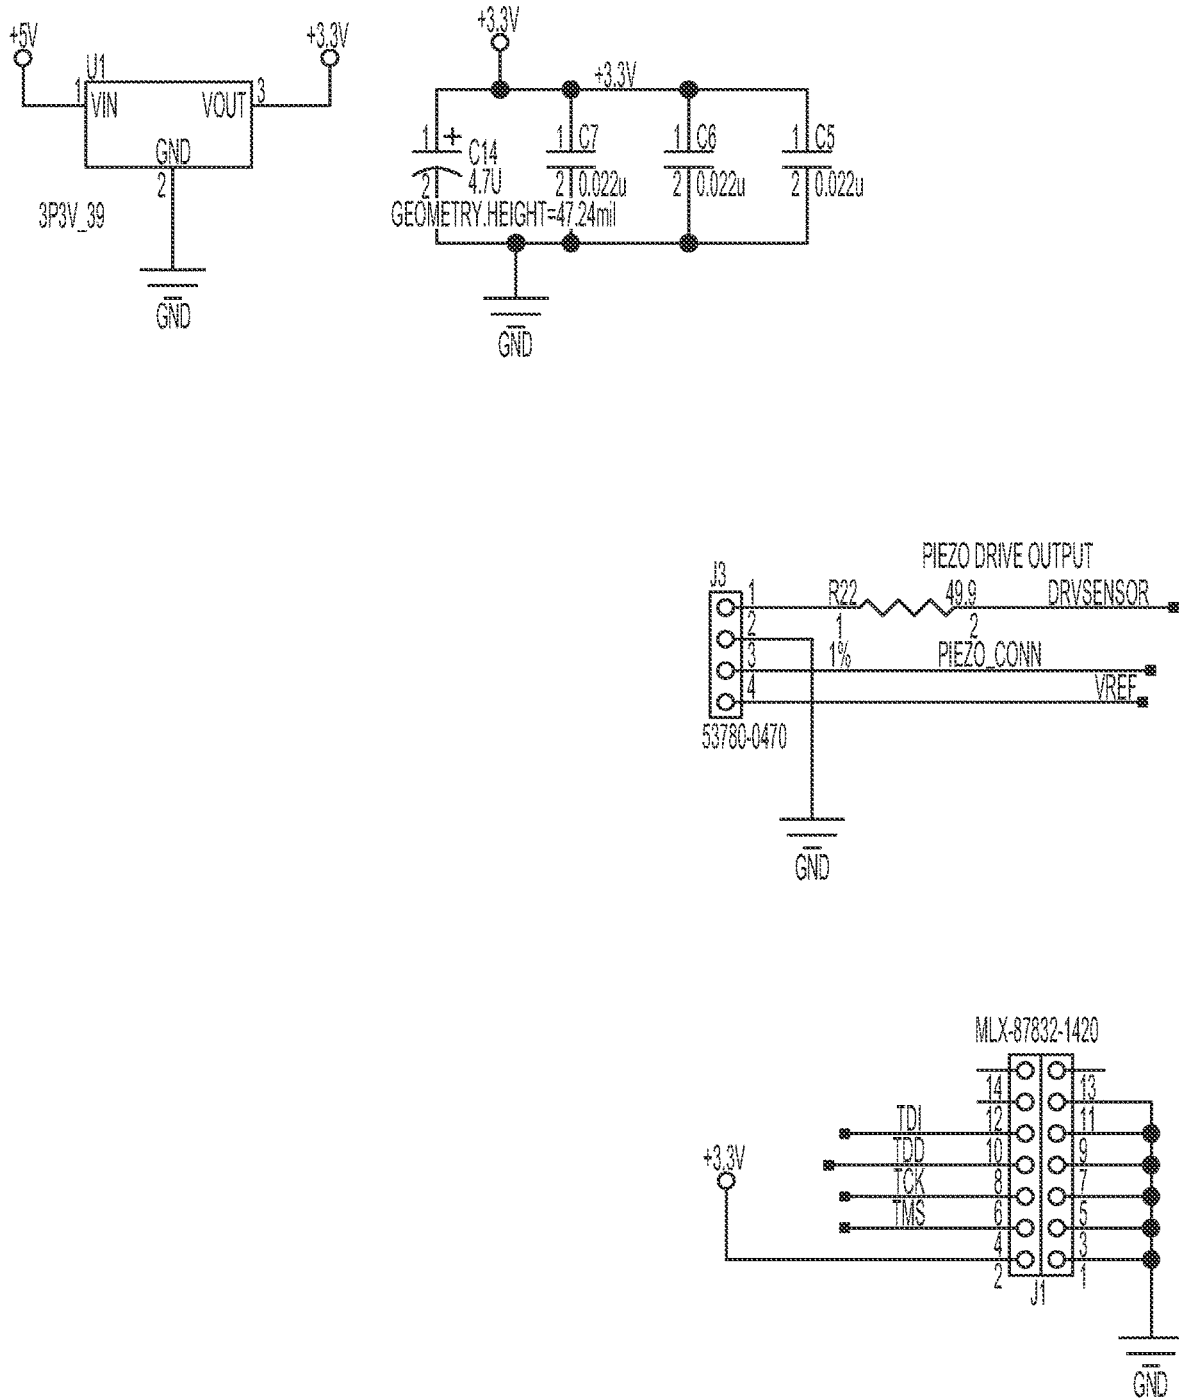 +5V
+3.3V
U1
1
VIN
VOUT
3
GND
2
3P3V_39
GND
+3.3V
+3.3V
1
+
C14
4.7U
2
1
C7
2
0.022u
1
C6
2
0.022u
1
C5
2
0.022u
GEOMETRY.HEIGHT=47.24mil
GND
PIEZO DRIVE OUTPUT
J3
1
R22
49.9
DRVSENSOR
2
1
2
3
1%
PIEZO_CONN
4
VREF
53780-0470
GND
MLX-87832-1420
14
13
TDI
12
11
TDD
10
9
+3.3V
TCK
8
7
TMS
6
5
4
3
2
1
J1
GND